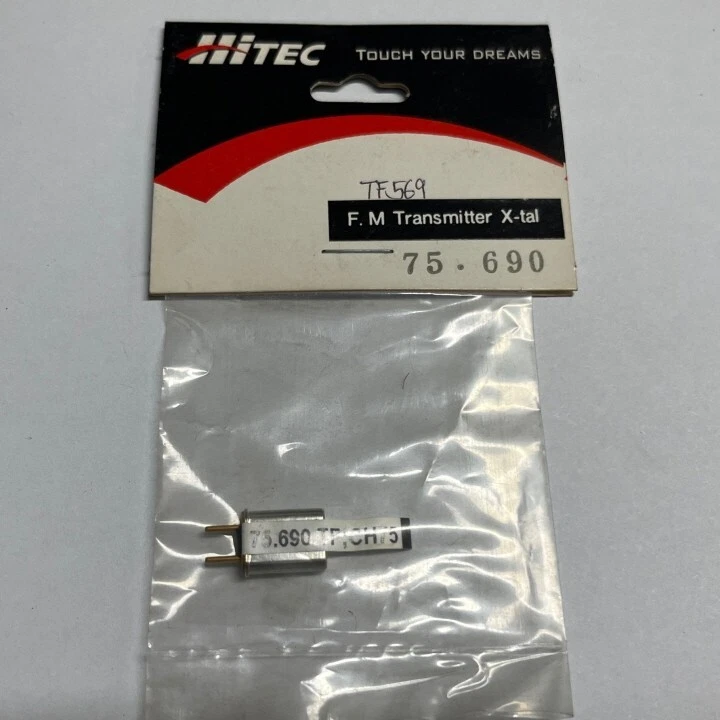 HiTEC TOUCH YOUR DREAMS
TF569
F. M Transmitter X-tal
75.690
75.690 TF,CH75